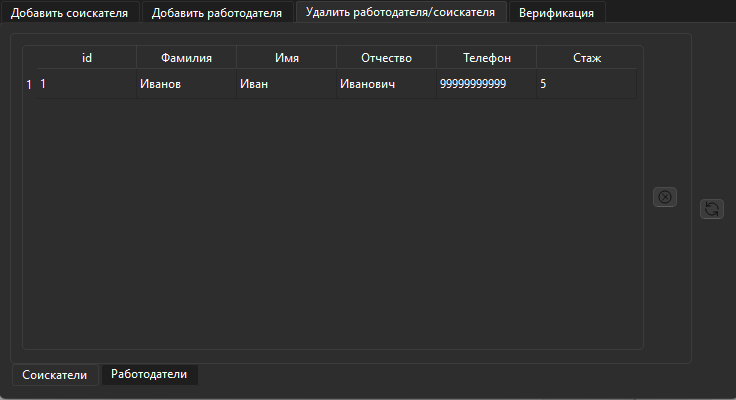 Добавить соискателя Добавить работодателя Удалить работодателя/соискателя Верификация
id Фамилия Имя Отчество Телефон Стаж
1 1 Иванов Иван Иванович 99999999999 5
Соискатели Работодатели